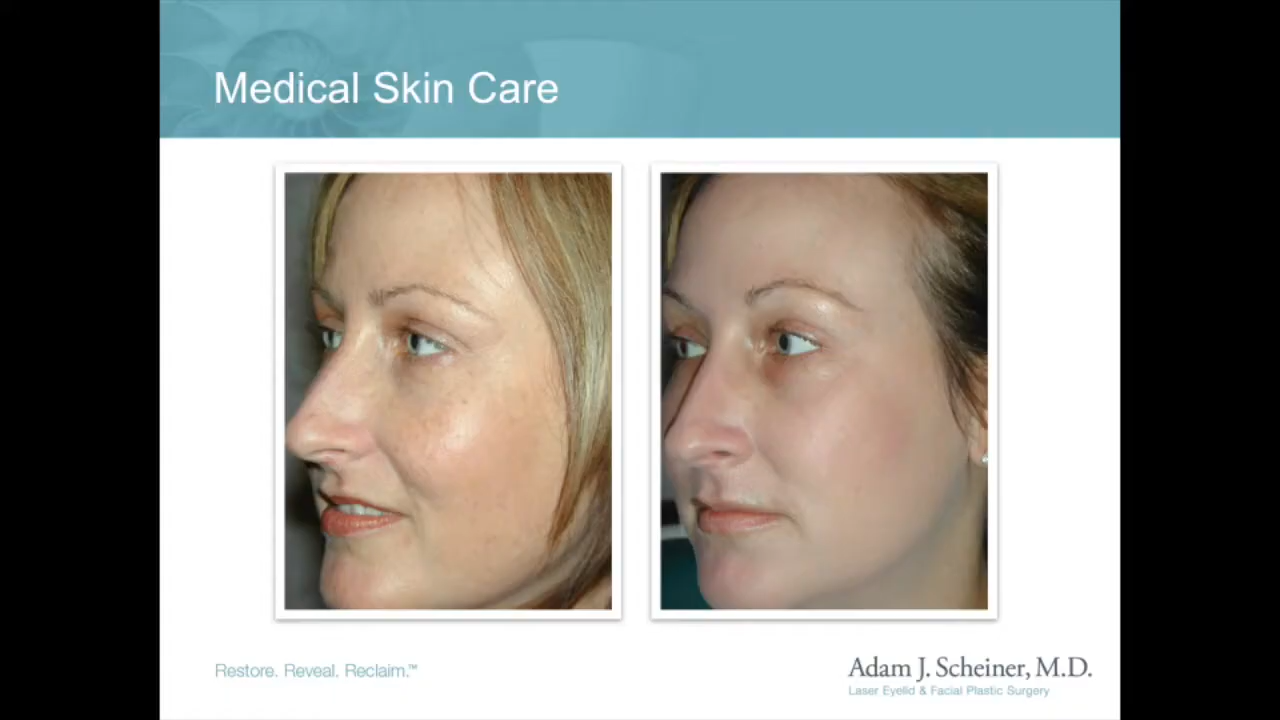 Medical Skin Care
Restore. Reveal. Reclaim.™
Adam J. Scheiner, M.D.
Laser Eyelid & Facial Plastic Surgery